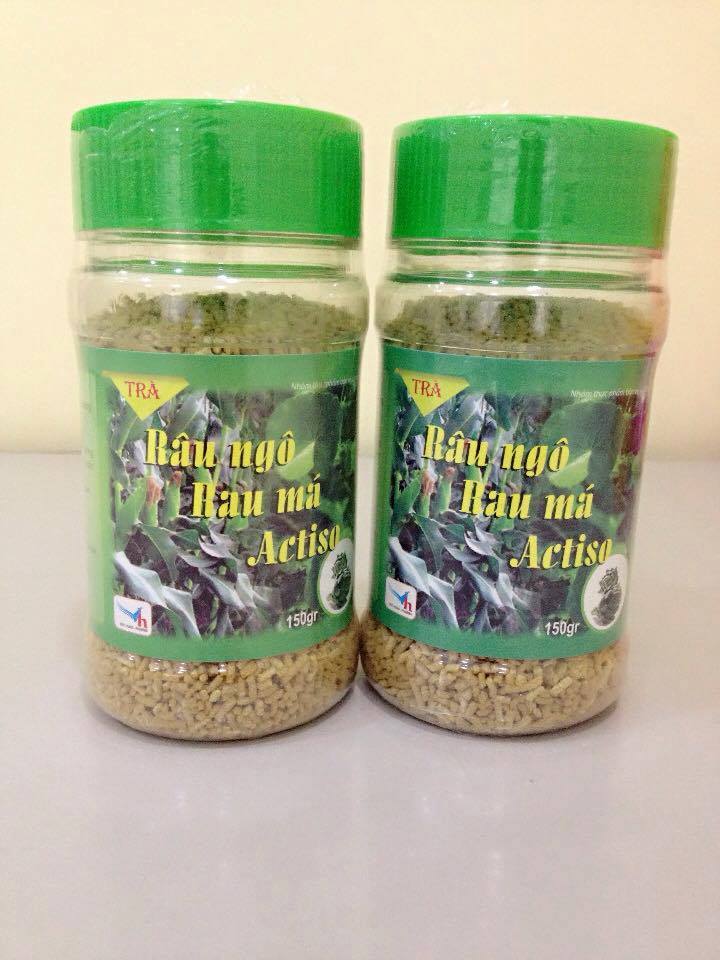 TRÀ
Râu ngô
Rau má
Actiso
150gr
TRÀ
Râu ngô
Rau má
Actiso
150gr